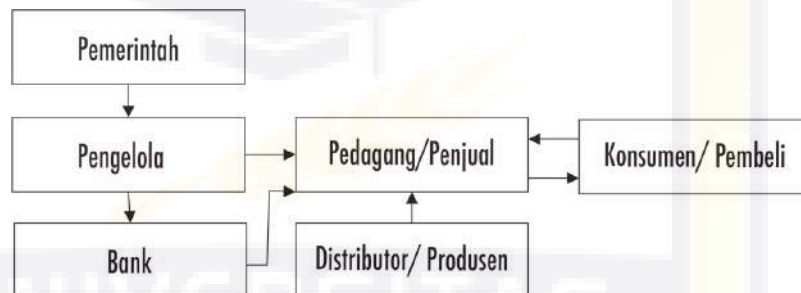 Pemerintah
Pengelola
Pedagang/Penjual
Konsumen/ Pembeli
Bank
Distributor/ Produsen